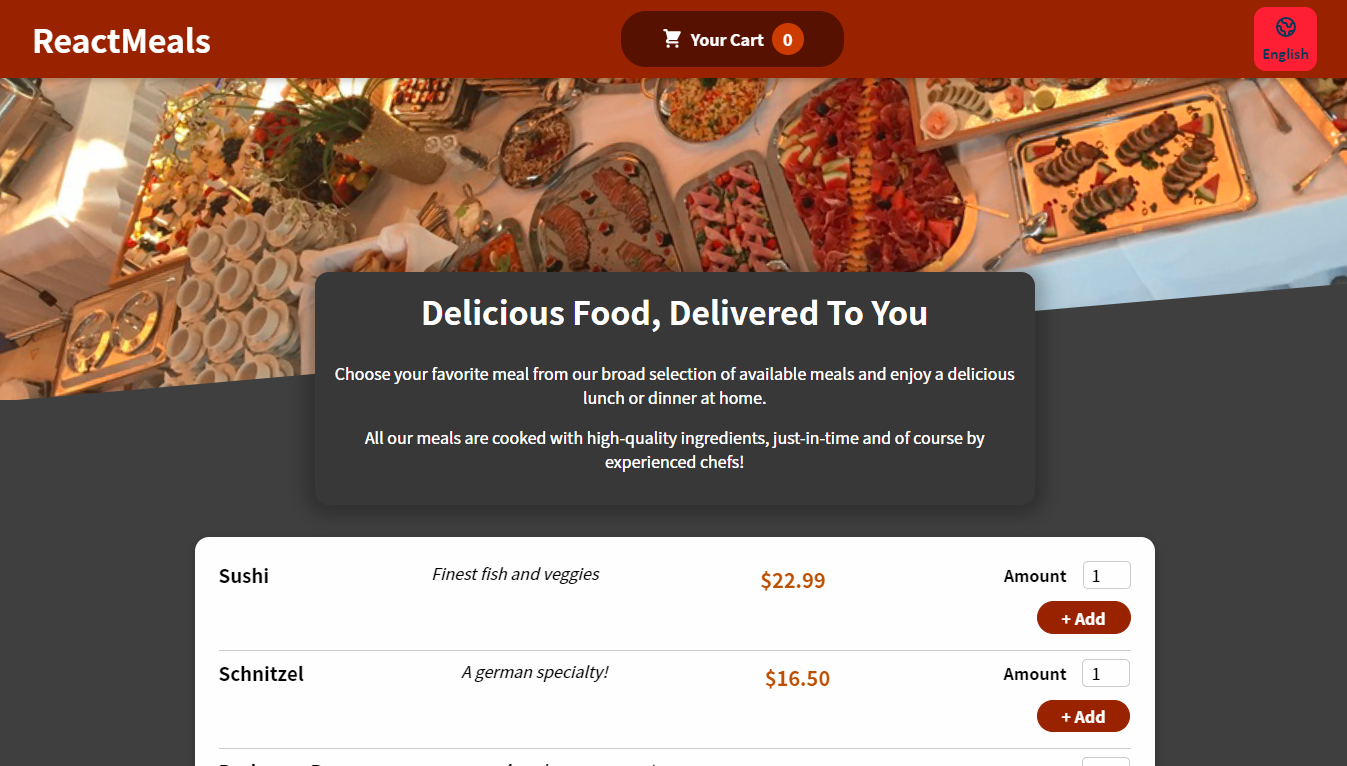 ReactMeals
Your Cart 0
English
Delicious Food, Delivered To You
Choose your favorite meal from our broad selection of available meals and enjoy a delicious
lunch or dinner at home.
All our meals are cooked with high-quality ingredients, just-in-time and of course by
experienced chefs!
Sushi Finest fish and veggies $22.99 Amount 1
+ Add
Schnitzel A german specialty! $16.50 Amount 1
+ Add